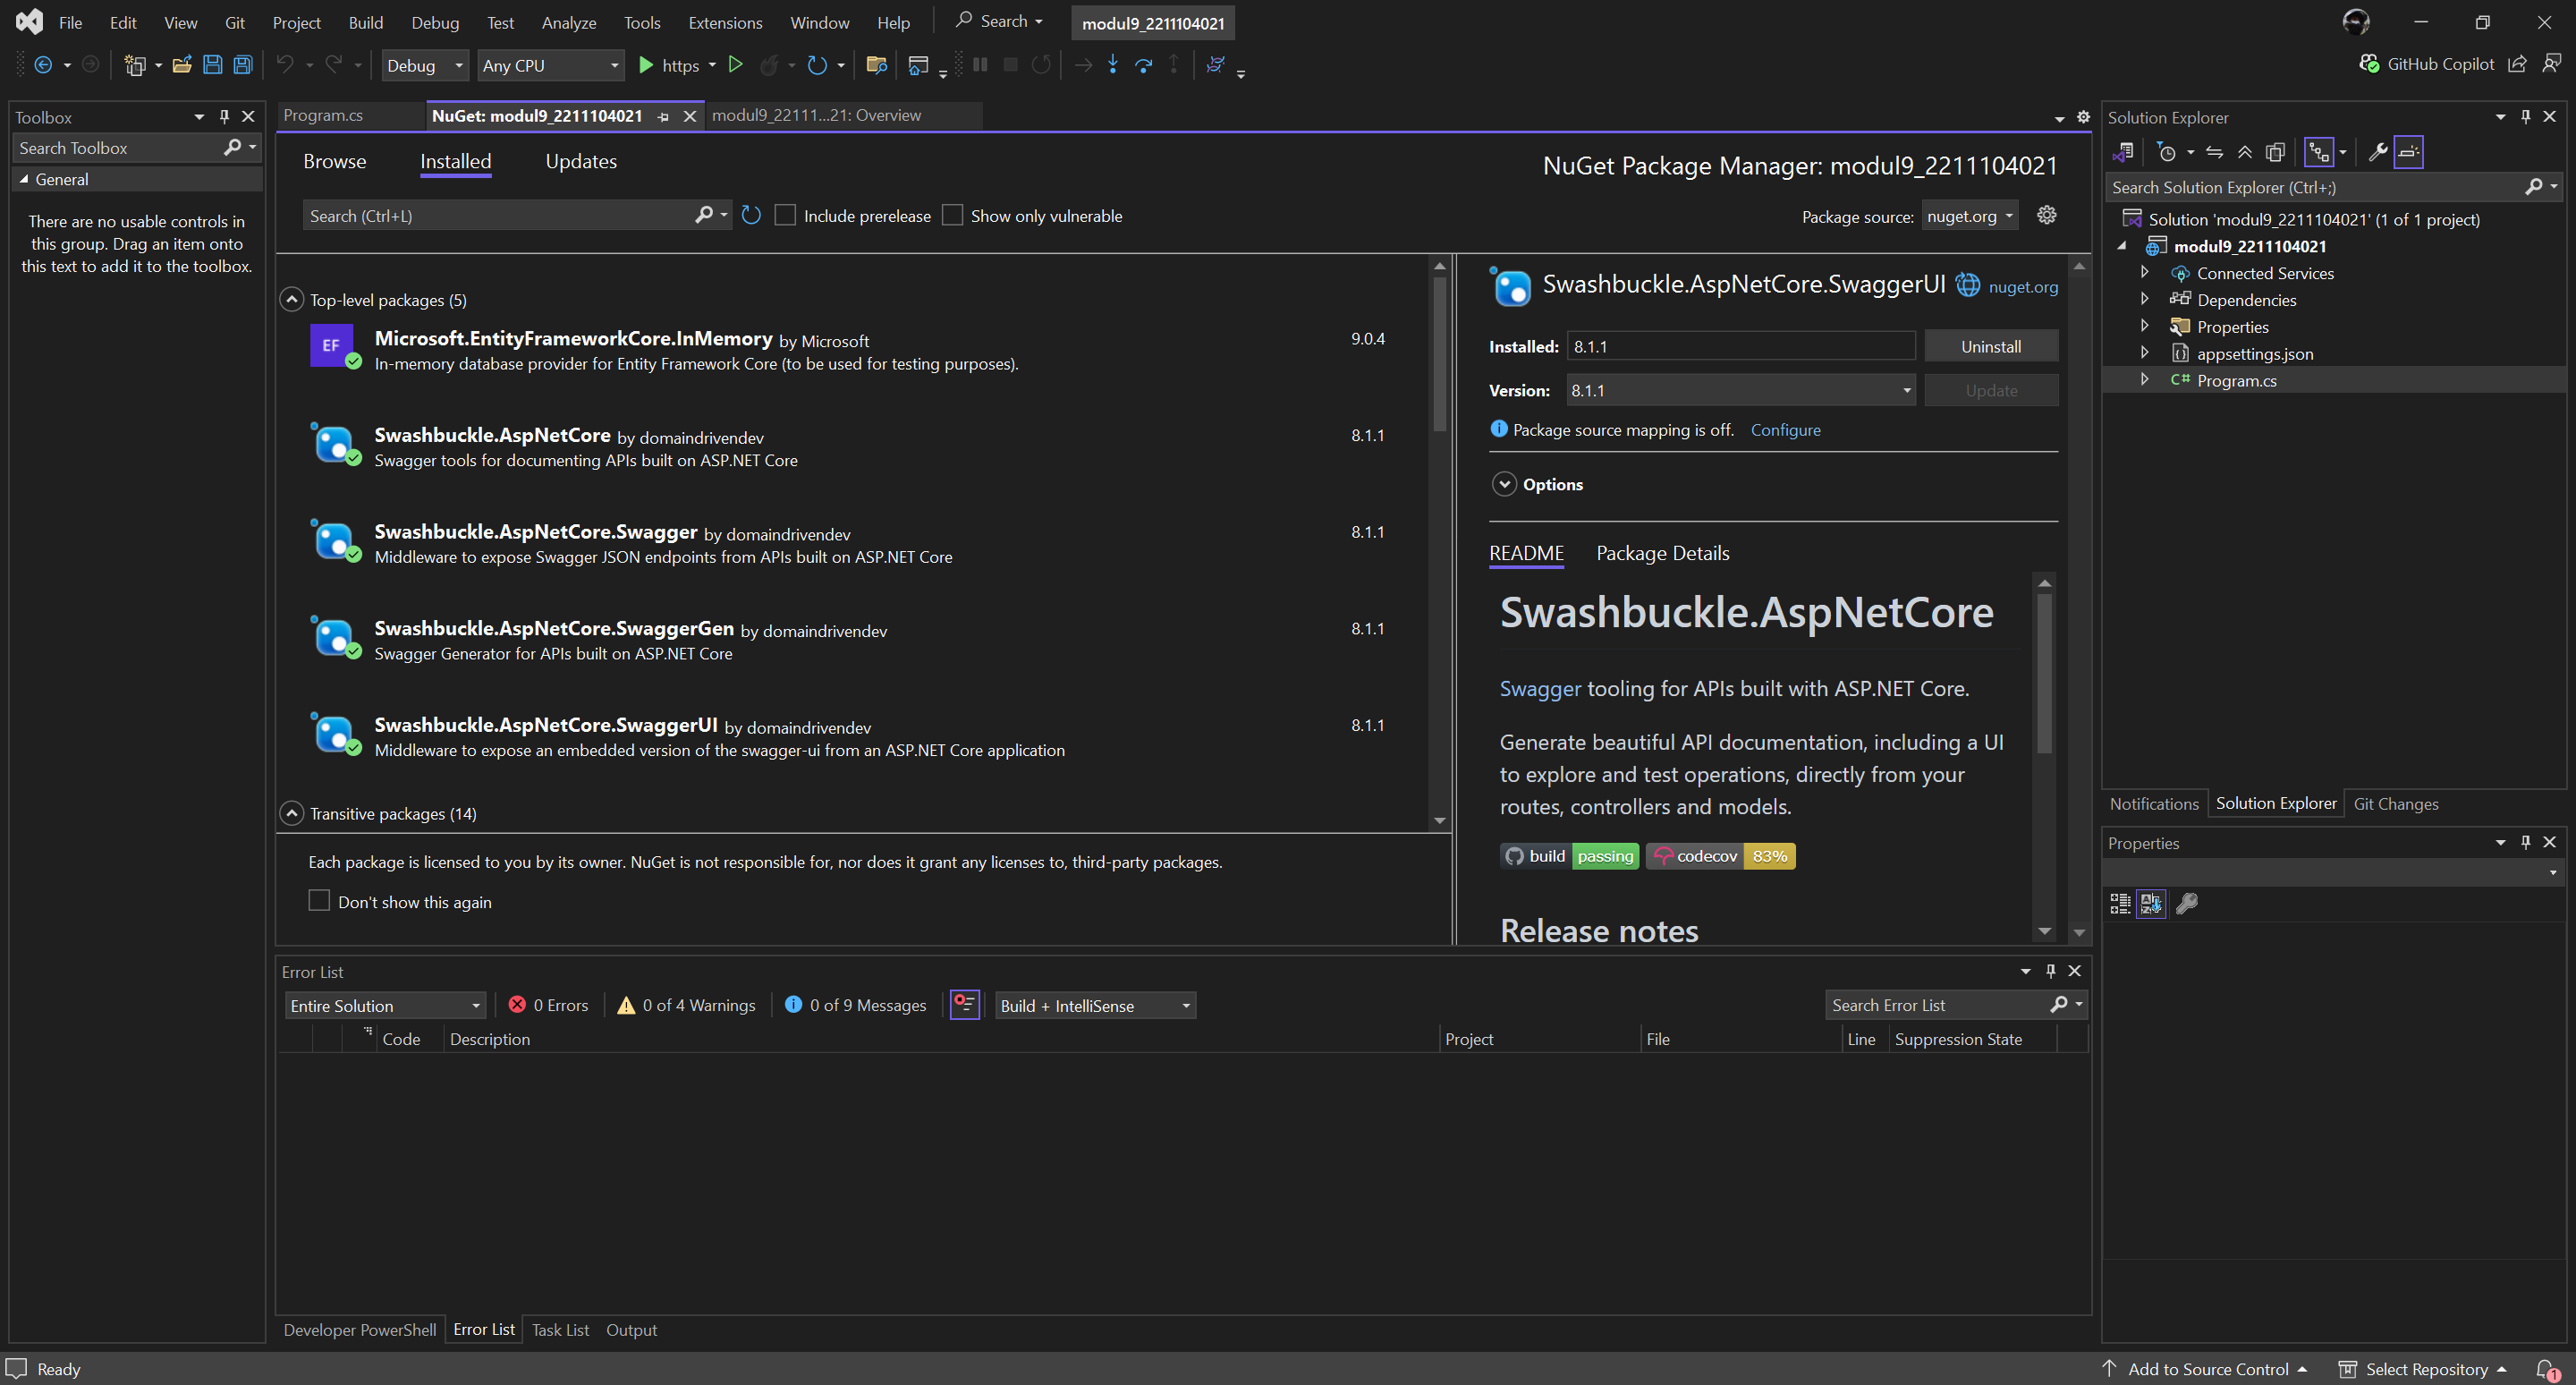 File Edit View Git Project Build Debug Test Analyze Tools Extensions Window Help Search modul9_2211104021
Debug Any CPU https GitHub Copilot
Toolbox
Search Toolbox
General
There are no usable controls in
this group. Drag an item onto
this text to add it to the toolbox.
Program.cs NuGet: modul9_2211104021 modul9_22111...21: Overview
Browse Installed Updates
NuGet Package Manager: modul9_2211104021
Search (Ctrl+L) Include prerelease Show only vulnerable
Package source: nuget.org
Top-level packages (5)
EF
Microsoft.EntityFrameworkCore.InMemory by Microsoft 9.0.4
In-memory database provider for Entity Framework Core (to be used for testing purposes).
Swashbuckle.AspNetCore by domaindrivendev 8.1.1
Swagger tools for documenting APIs built on ASP.NET Core
Swashbuckle.AspNetCore.Swagger by domaindrivendev 8.1.1
Middleware to expose Swagger JSON endpoints from APIs built on ASP.NET Core
Swashbuckle.AspNetCore.SwaggerGen by domaindrivendev 8.1.1
Swagger Generator for APIs built on ASP.NET Core
Swashbuckle.AspNetCore.SwaggerUI by domaindrivendev 8.1.1
Middleware to expose an embedded version of the swagger-ui from an ASP.NET Core application
Transitive packages (14)
Each package is licensed to you by its owner. NuGet is not responsible for, nor does it grant any licenses to, third-party packages.
Don't show this again
Swashbuckle.AspNetCore.SwaggerUI nuget.org
Installed: 8.1.1 Uninstall
Version: 8.1.1 Update
Package source mapping is off. Configure
Options
README Package Details
Swashbuckle.AspNetCore
Swagger tooling for APIs built with ASP.NET Core.
Generate beautiful API documentation, including a UI
to explore and test operations, directly from your
routes, controllers and models.
build passing codecov 83%
Release notes
Error List
Entire Solution 0 Errors 0 of 4 Warnings 0 of 9 Messages Build + IntelliSense Search Error List
Code Description Project File Line Suppression State
Developer PowerShell Error List Task List Output
Solution Explorer
Search Solution Explorer (Ctrl+;)
Solution 'modul9_2211104021' (1 of 1 project)
modul9_2211104021
Connected Services
Dependencies
Properties
appsettings.json
C# Program.cs
Notifications Solution Explorer Git Changes
Properties
Ready Add to Source Control Select Repository 1